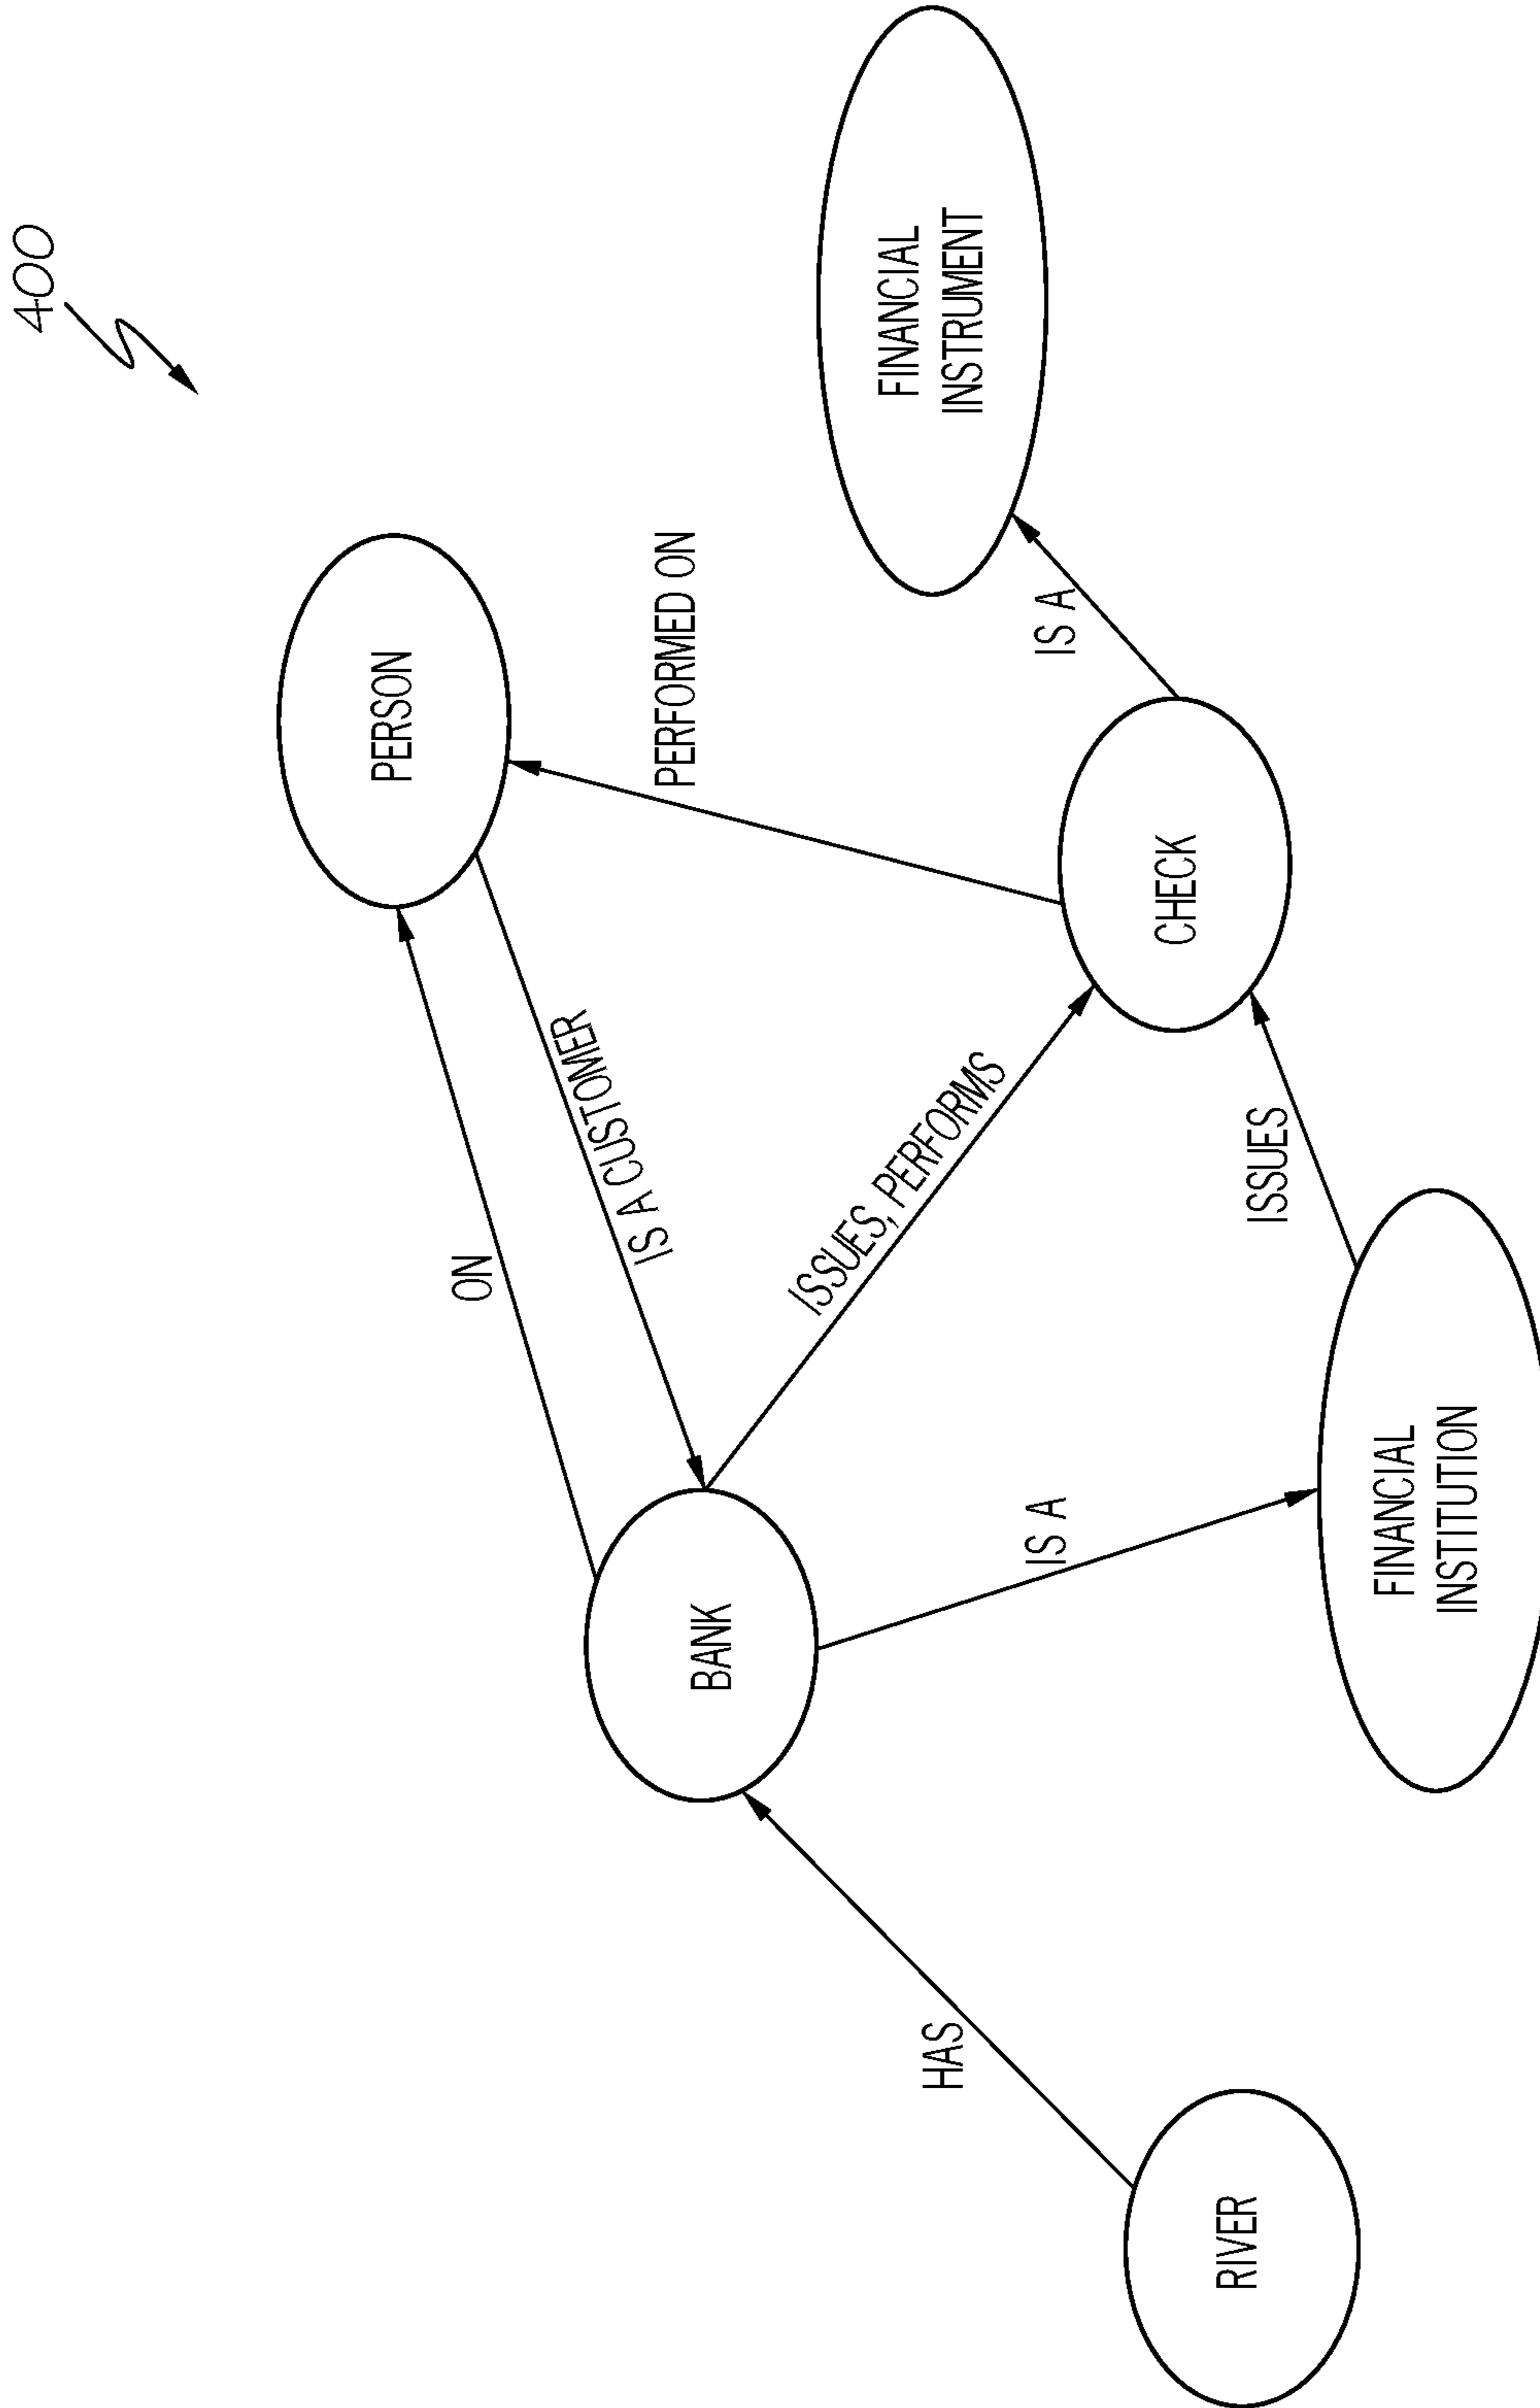 400
PERSON
ON
IS A CUSTOMER
PERFORMED ON
BANK
ISSUES, PERFORMS
FINANCIAL
INSTRUMENT
HAS
IS A
IS A
CHECK
RIVER
ISSUES
FINANCIAL
INSTITUTION